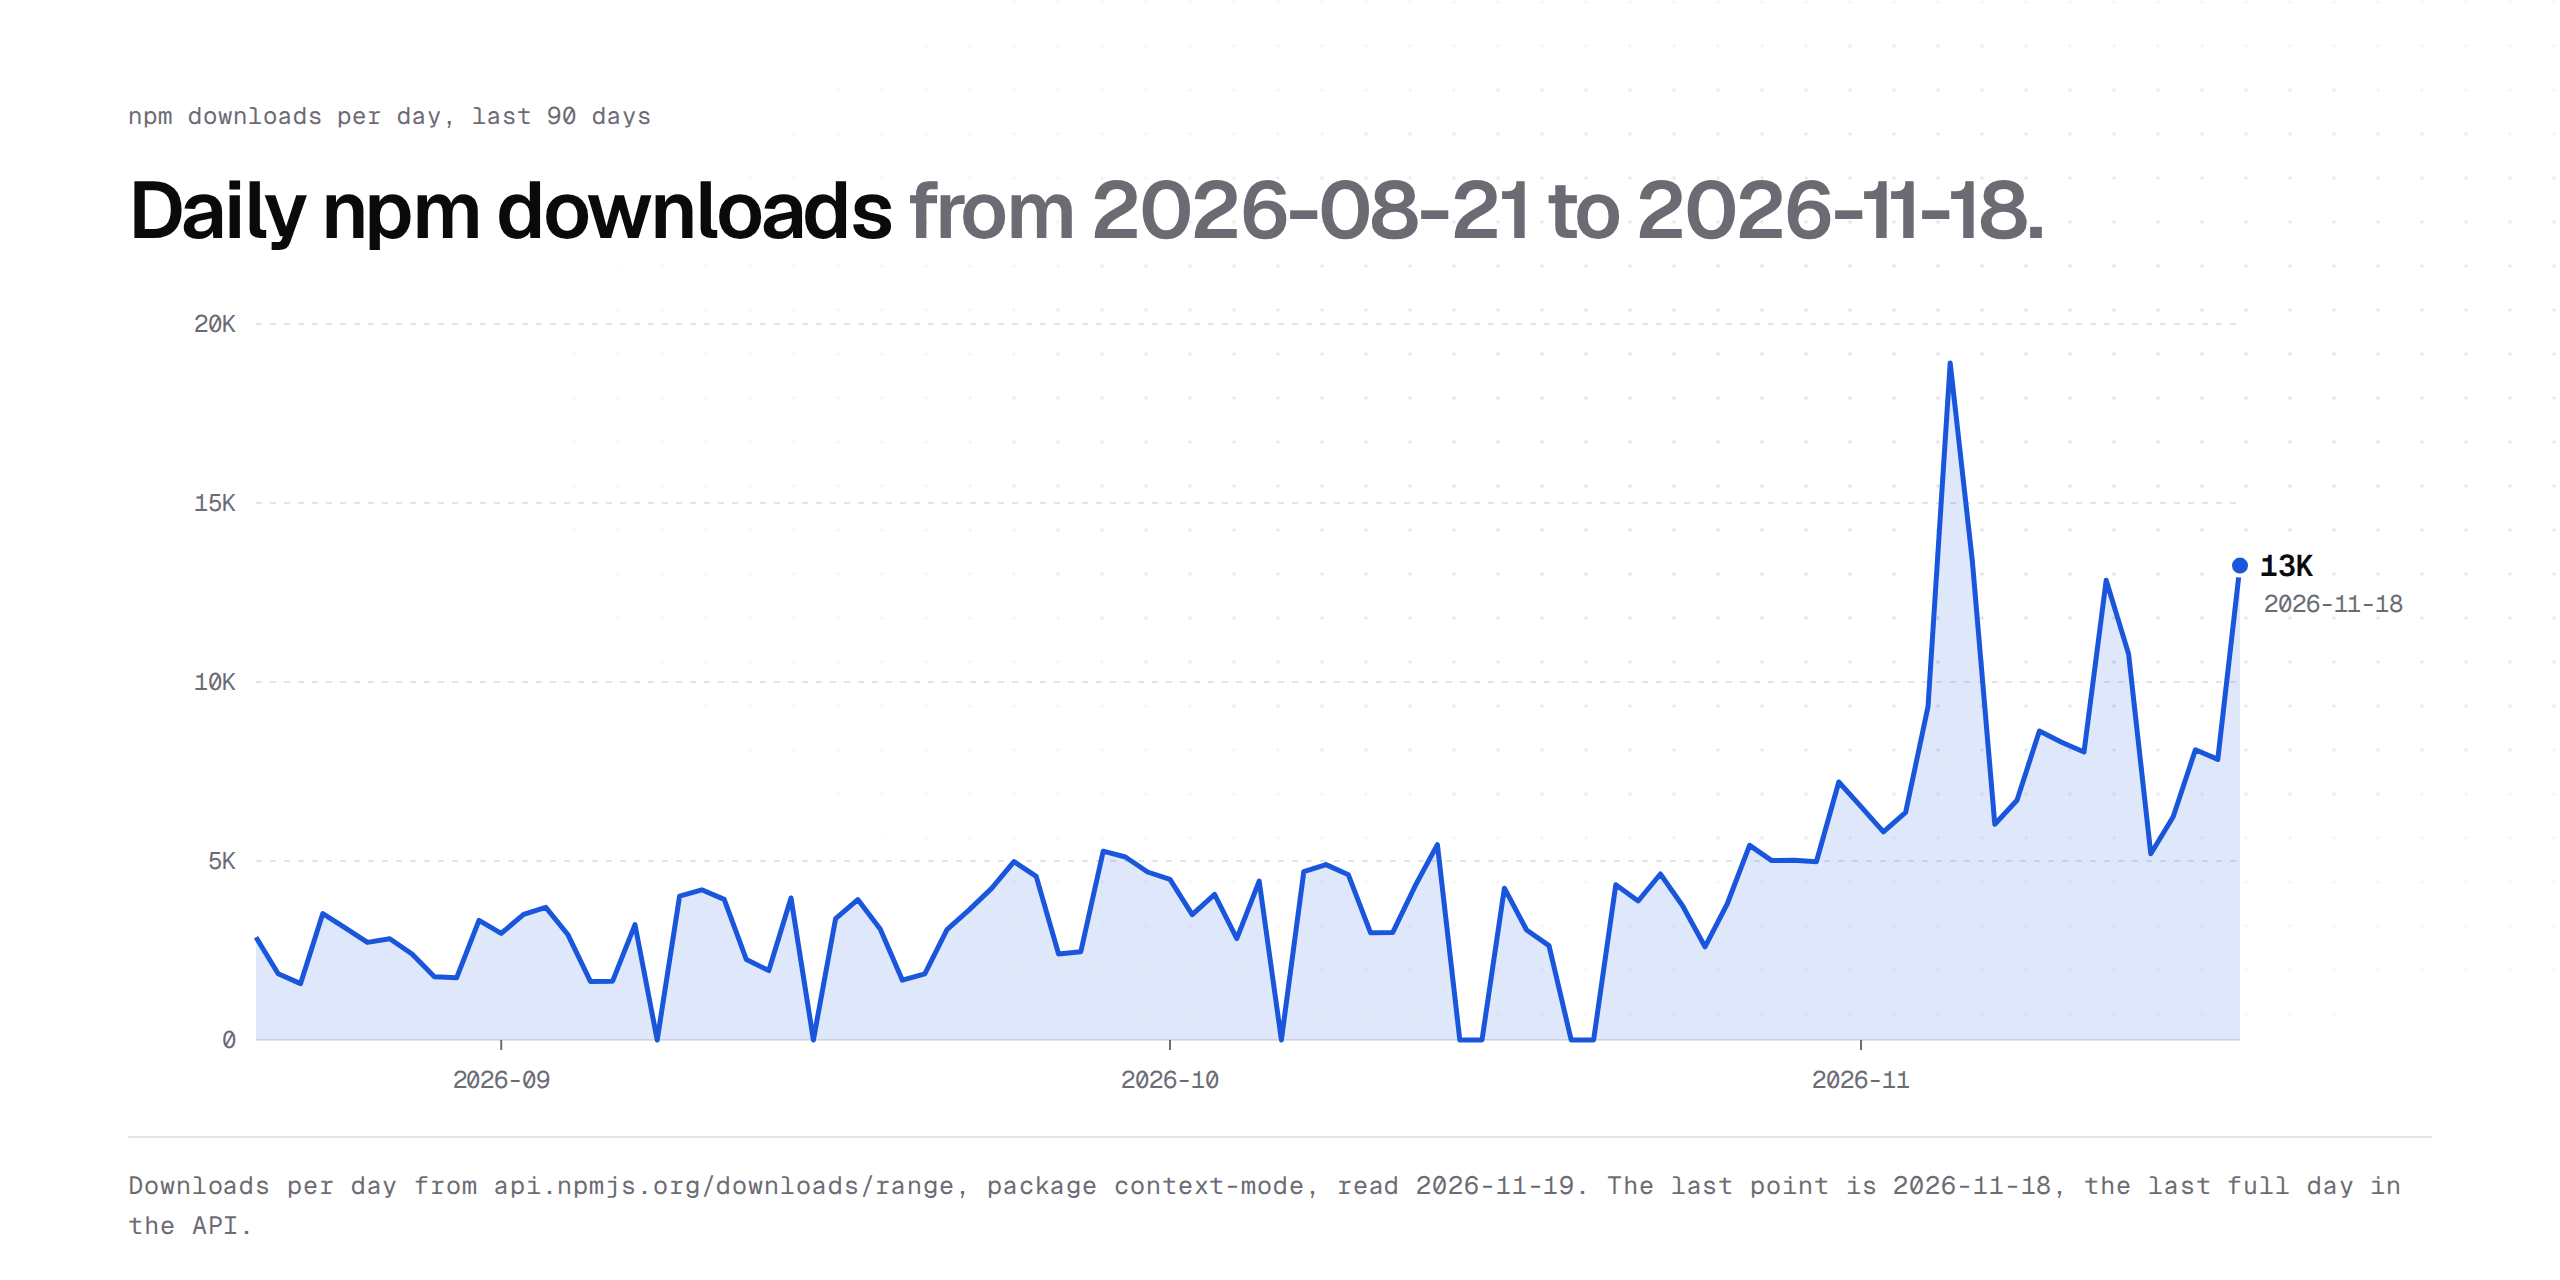 npm downloads per day, last 90 days
Daily npm downloads from 2026-08-21 to 2026-11-18.
20K
15K
10K
5K
0
13K
2026-11-18
2026-09
2026-10
2026-11
Downloads per day from api.npmjs.org/downloads/range, package context-mode, read 2026-11-19. The last point is 2026-11-18, the last full day in
the API.